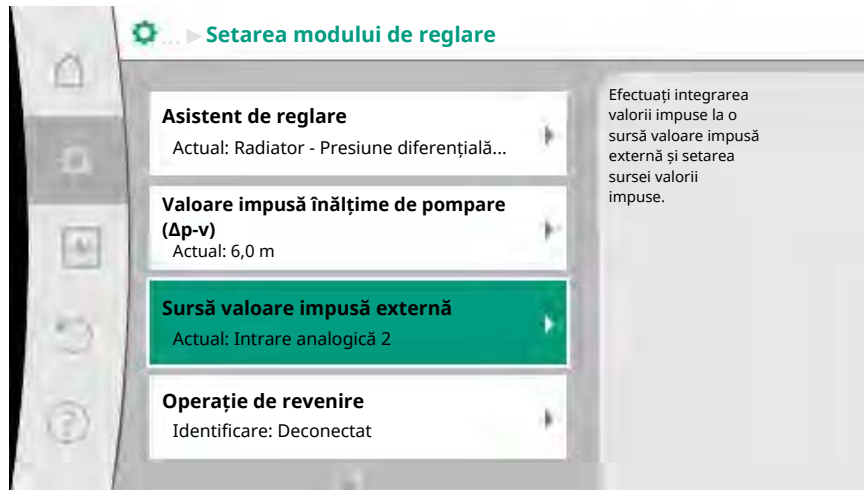 ... Setarea modului de reglare
Asistent de reglare
Actual: Radiator - Presiune diferențială...
Valoare impusă înălțime de pompare
(Δp-v)
Actual: 6,0 m
Sursă valoare impusă externă
Actual: Intrare analogică 2
Operație de revenire
Identificare: Deconectat
Efectuați integrarea
valorii impuse la o
sursă valoare impusă
externă și setarea
sursei valorii
impuse.